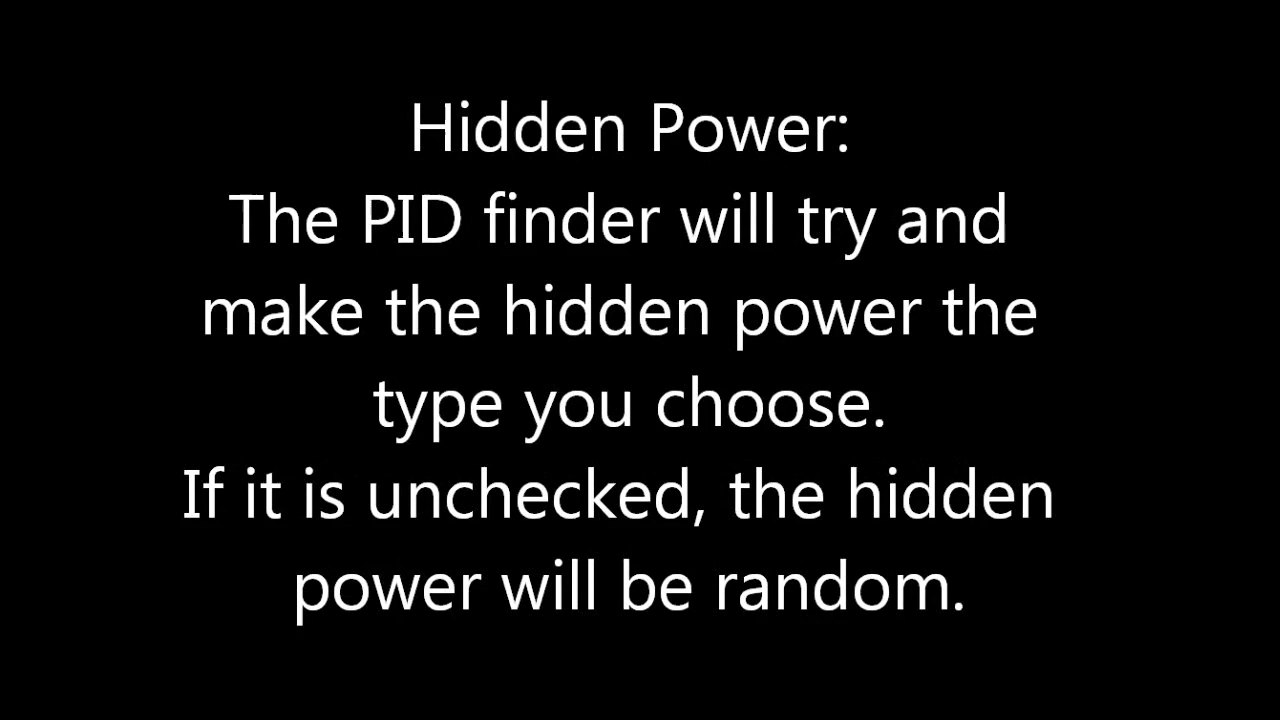 Hidden Power:
The PID finder will try and
make the hidden power the
type you choose.
If it is unchecked, the hidden
power will be random.